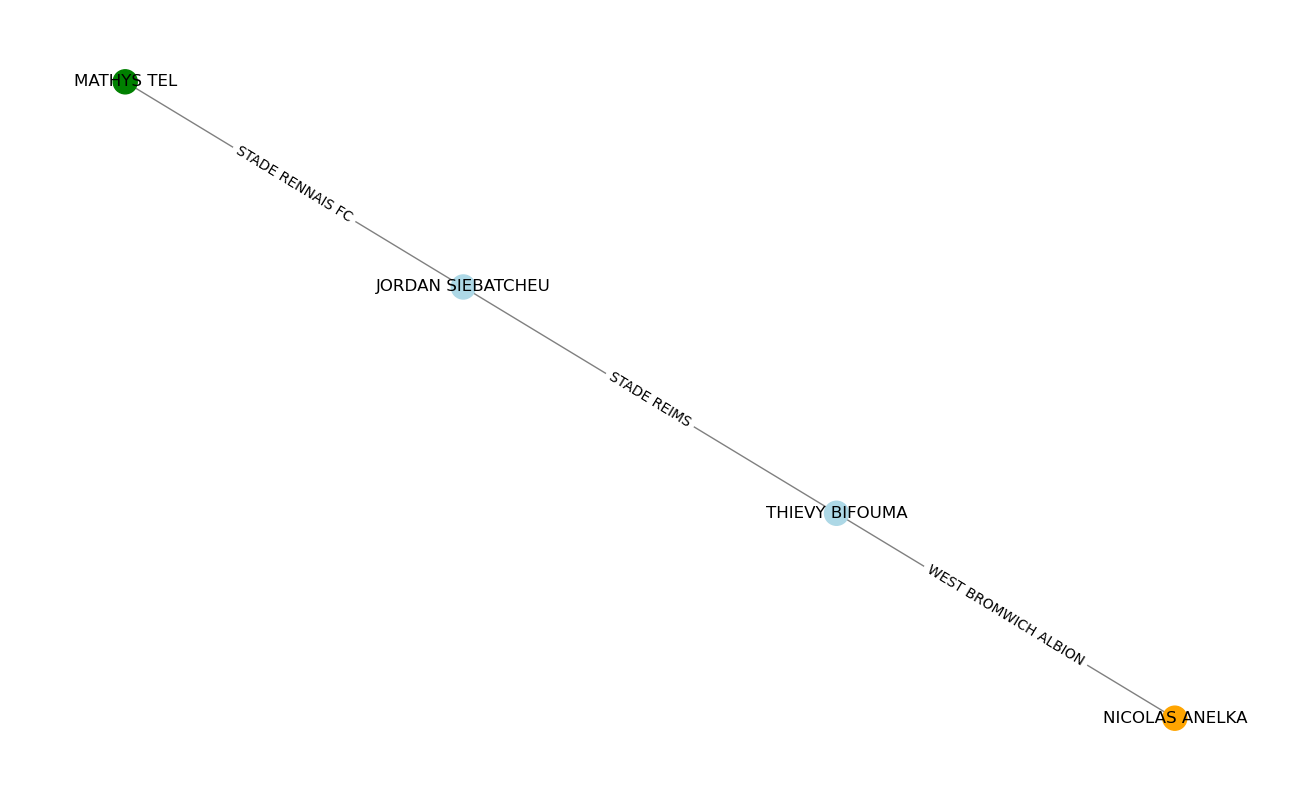 MATHYS TEL
STADE RENNAIS FC
JORDAN SIEBATCHEU
STADE REIMS
THIEVY BIFOUMA
WEST BROMWICH ALBION
NICOLAS ANELKA